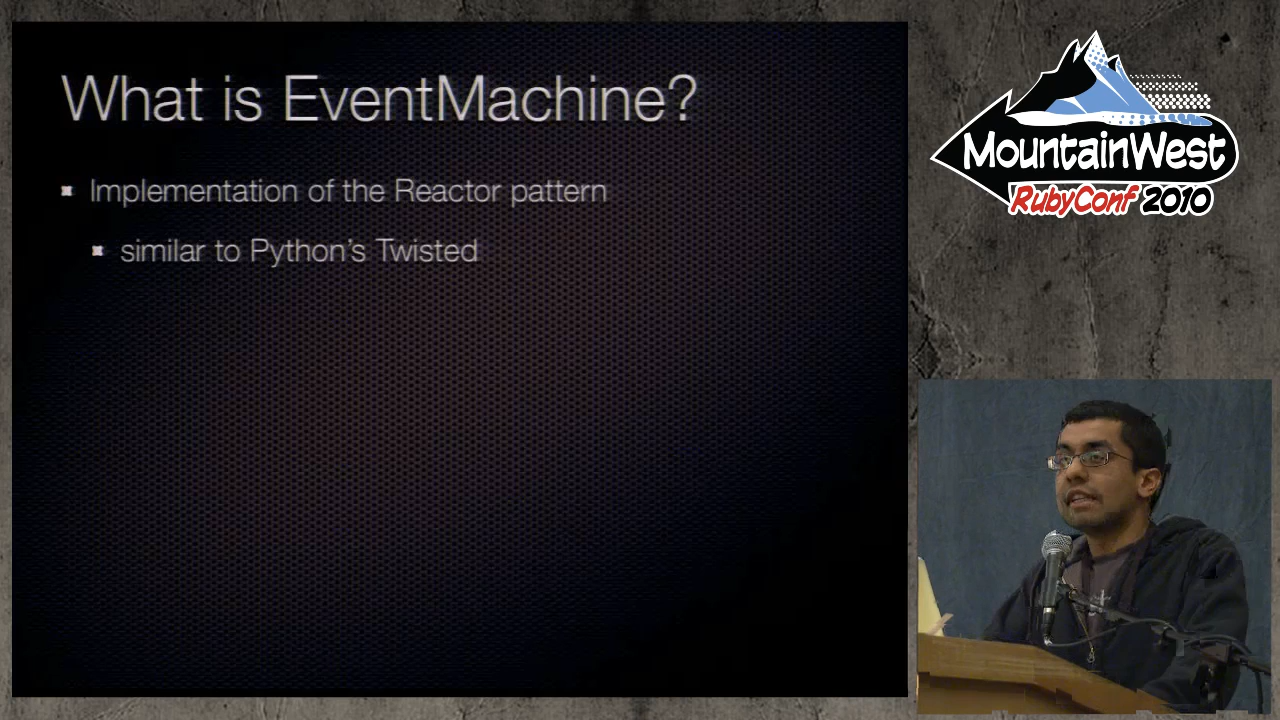 What is EventMachine?
Implementation of the Reactor pattern
similar to Python's Twisted
MountainWest
RubyConf 2010